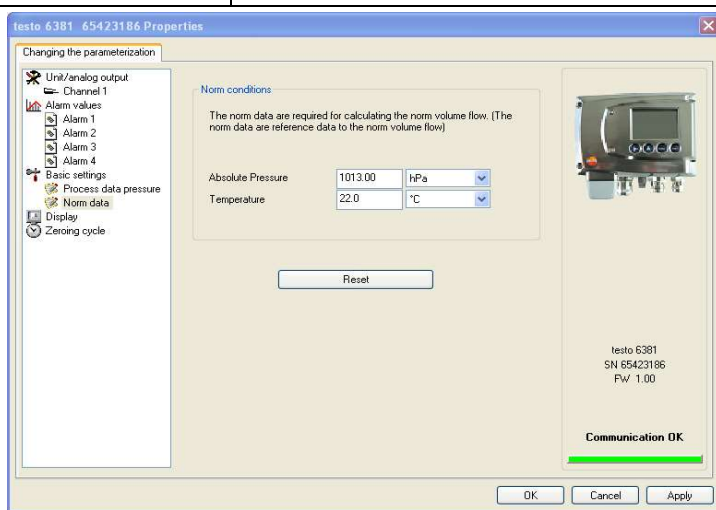 testo 6381 65423186 Properties
Changing the parameterization
Unit/analog output
Channel 1
Alarm values
Alarm 1
Alarm 2
Alarm 3
Alarm 4
Basic settings
Process data pressure
Norm data
Display
Zeroing cycle
Norm conditions
The norm data are required for calculating the norm volume flow. (The
norm data are reference data to the norm volume flow)
Absolute Pressure 1013.00 hPa
Temperature 22.0 °C
Reset
testo 6381
SN 65423186
FW 1.00
Communication OK
OK Cancel Apply